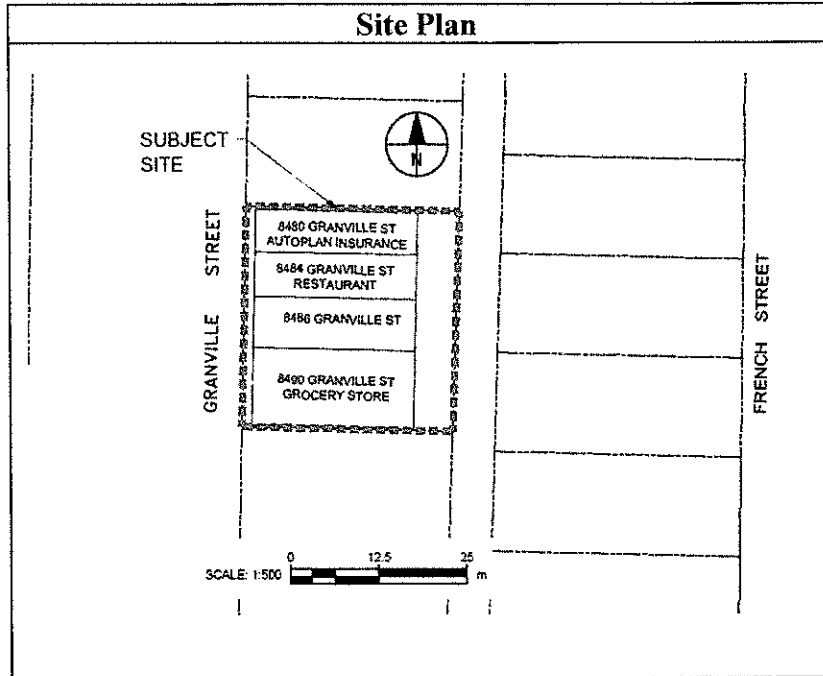 Site Plan
SUBJECT
SITE
N
GRANVILLE STREET
8480 GRANVILLE ST
AUTOPLAN INSURANCE
8484 GRANVILLE ST
RESTAURANT
8486 GRANVILLE ST
8490 GRANVILLE ST
GROCERY STORE
FRENCH STREET
0 12.5 25
SCALE: 1:500 m